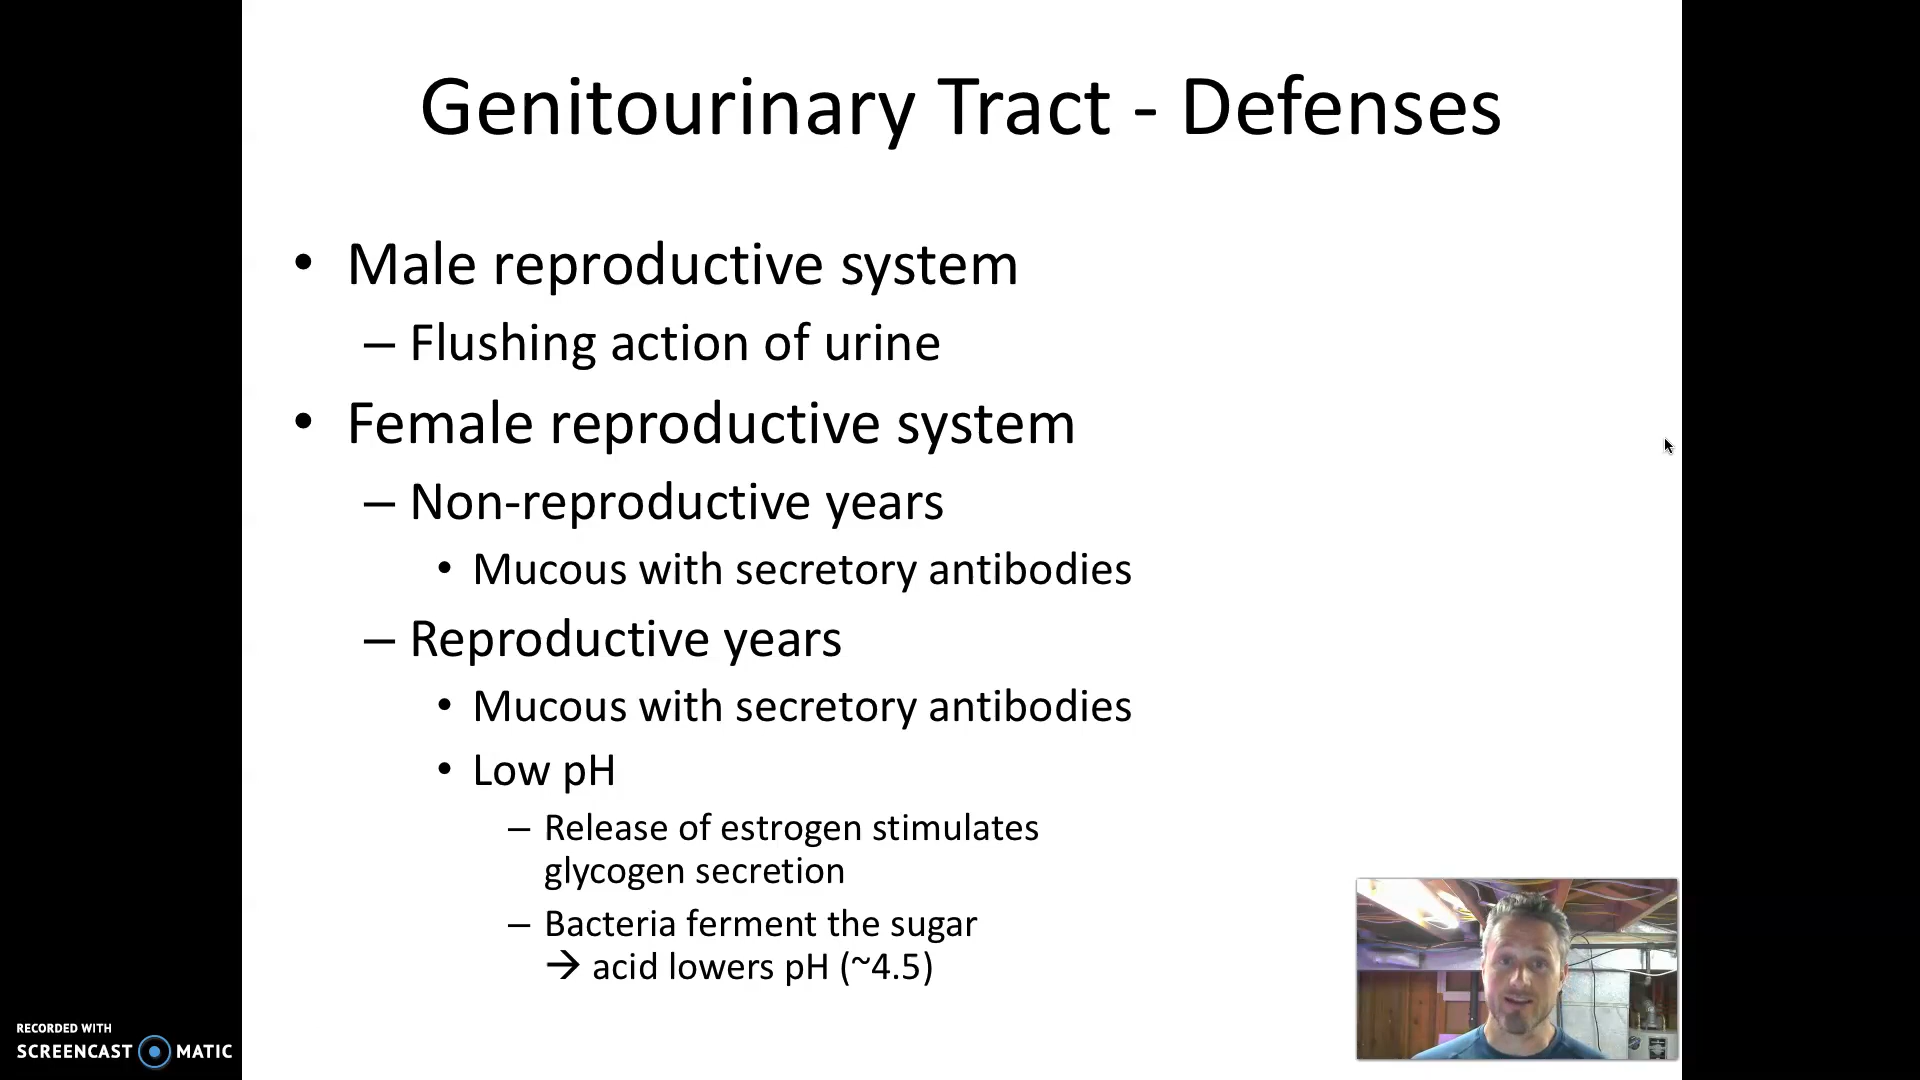 Genitourinary Tract - Defenses
• Male reproductive system
– Flushing action of urine
• Female reproductive system
– Non-reproductive years
• Mucous with secretory antibodies
– Reproductive years
• Mucous with secretory antibodies
• Low pH
– Release of estrogen stimulates
glycogen secretion
– Bacteria ferment the sugar
→ acid lowers pH (~4.5)
RECORDED WITH
SCREENCAST MATIC